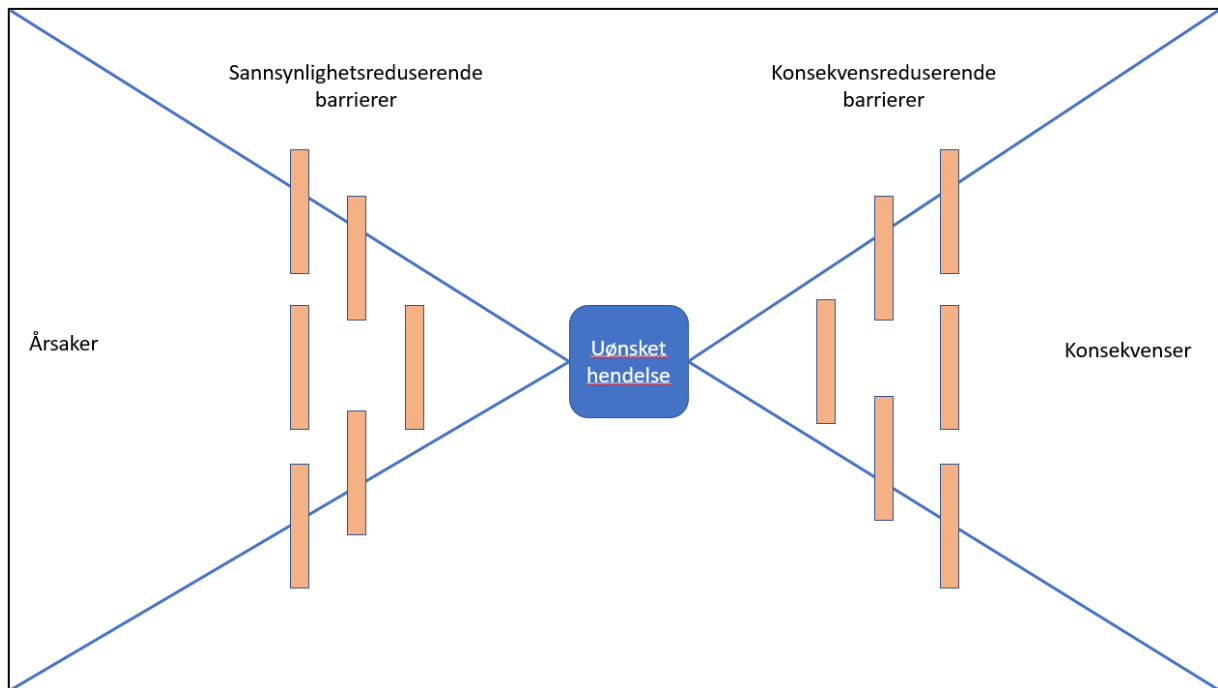 Sannsynlighetsreduserende
barrierer
Konsekvensreduserende
barrierer
Årsaker
Uønsket
hendelse
Konsekvenser